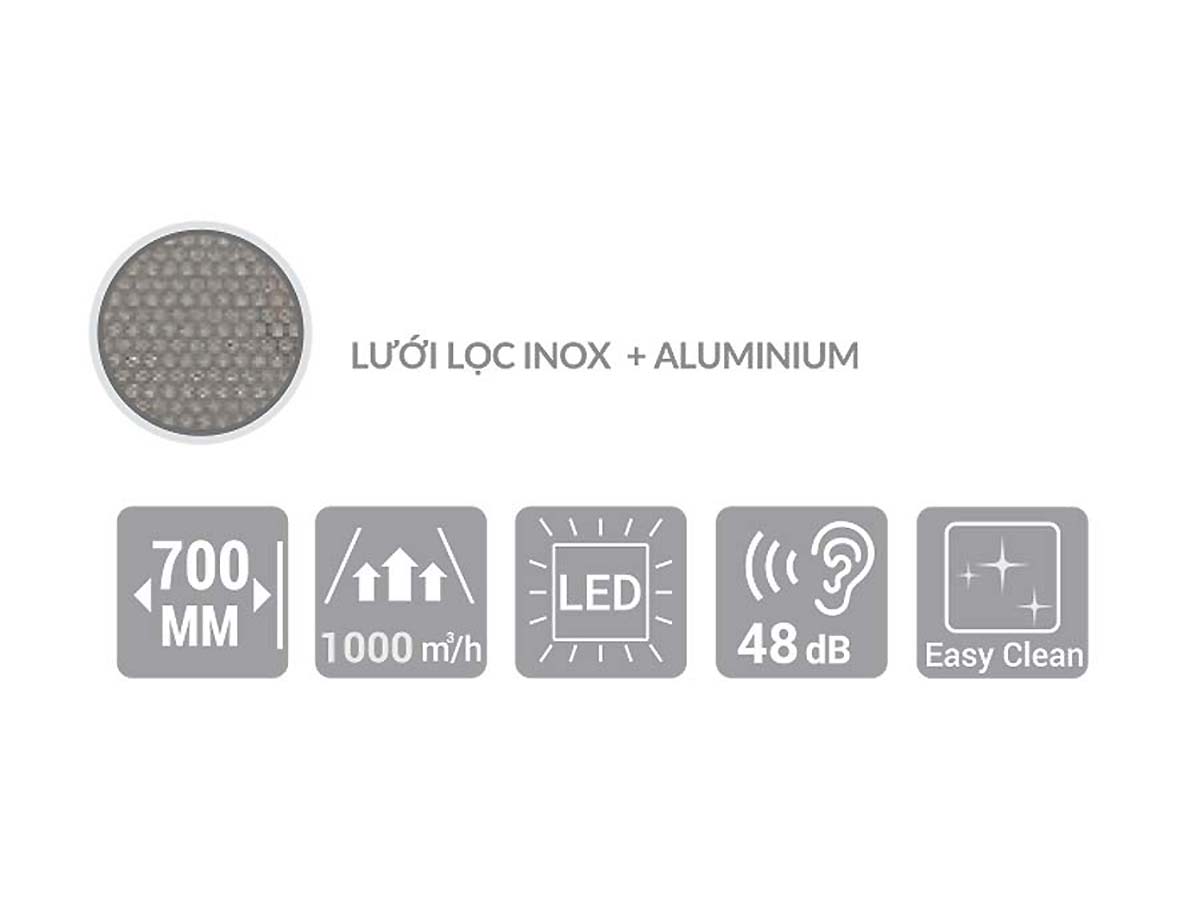 LƯỚI LỌC INOX + ALUMINIUM
700
MM
1000 m³/h
LED
48 dB
Easy Clean